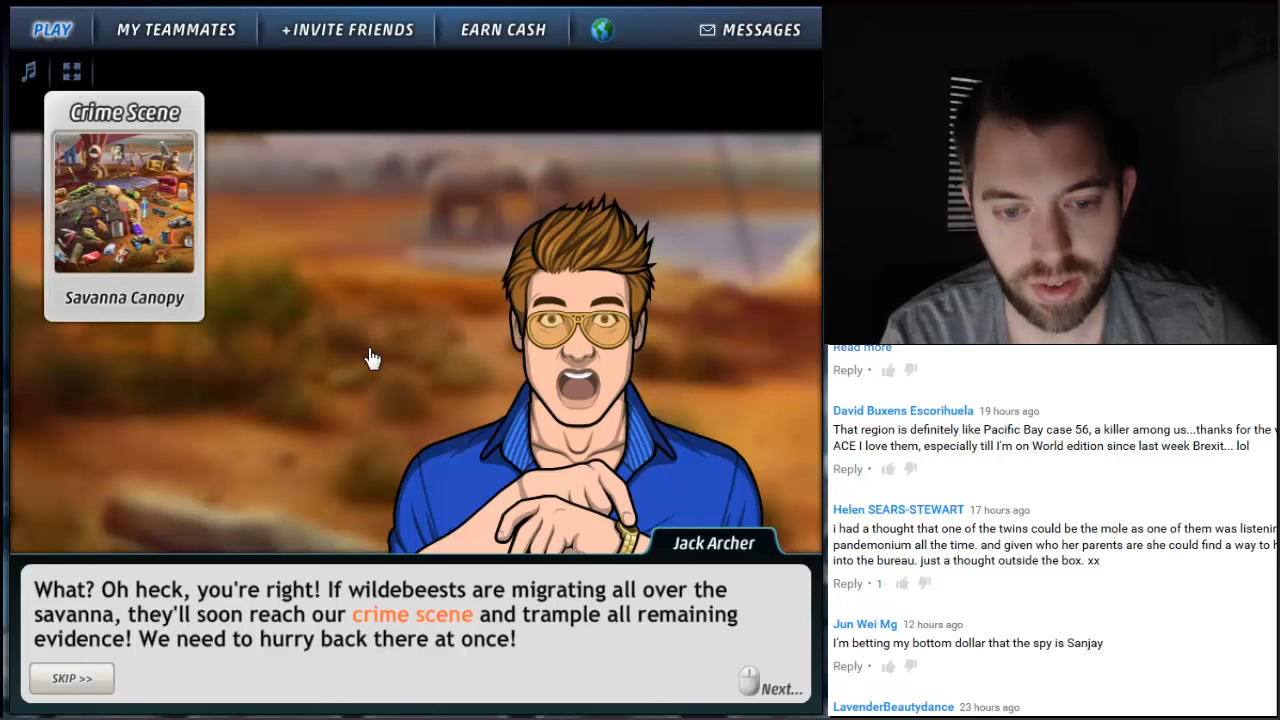 PLAY
MY TEAMMATES
+INVITE FRIENDS
EARN CASH
MESSAGES
Crime Scene
Savanna Canopy
Jack Archer
What? Oh heck, you're right! If wildebeests are migrating all over the
savanna, they'll soon reach our crime scene and trample all remaining
evidence! We need to hurry back there at once!
SKIP >>
Next...
Read more
Reply •
David Buxens Escorihuela 19 hours ago
That region is definitely like Pacific Bay case 56, a killer among us...thanks for the
ACE I love them, especially till I'm on World edition since last week Brexit... lol
Reply •
Helen SEARS-STEWART 17 hours ago
i had a thought that one of the twins could be the mole as one of them was
pandemonium all the time. and given who her parents are she could find a way to
into the bureau. just a thought outside the box. xx
Reply • 1
Jun Wei Mg 12 hours ago
I'm betting my bottom dollar that the spy is Sanjay
Reply •
LavenderBeautydance 23 hours ago